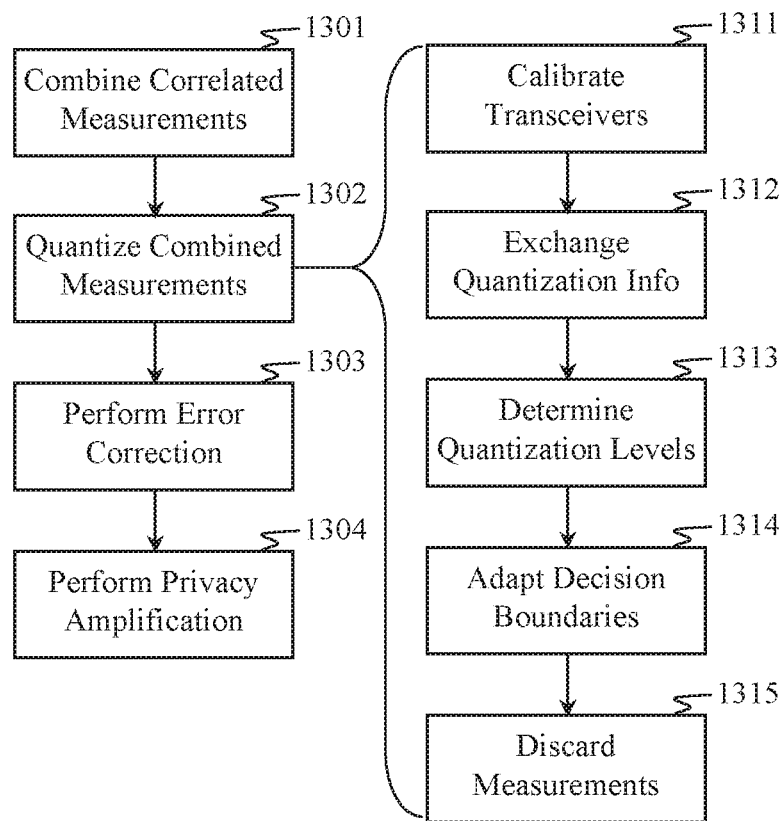 1301
Combine Correlated
Measurements
1302
Quantize Combined
Measurements
1303
Perform Error
Correction
1304
Perform Privacy
Amplification
1311
Calibrate
Transceivers
1312
Exchange
Quantization Info
1313
Determine
Quantization Levels
1314
Adapt Decision
Boundaries
1315
Discard
Measurements